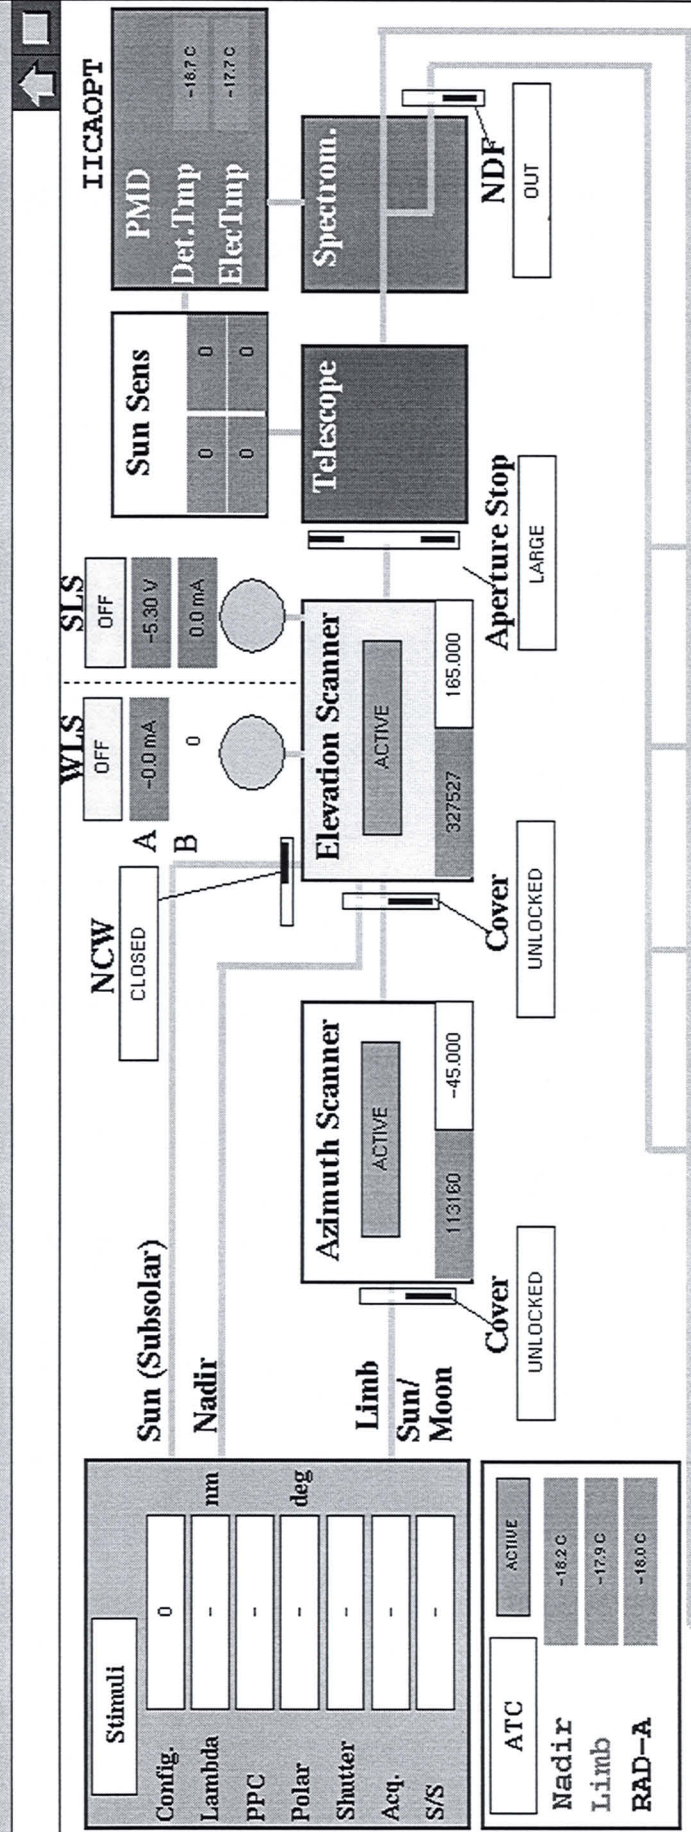 IICAOPT
Stimuli
Config. 0
Lambda - nm
PPC -
Polar - deg
Shutter -
Acq. -
S/S -
Sun (Subsolar)
Nadir
Limb
Sun/
Moon
NCW
CLOSED
WLS
OFF
A -0.0 mA
B 0
SLS
OFF
-5.30 V
0.0 mA
Sun Sens
0 0
0 0
PMD
Det.Tmp -18.7 C
ElecTmp -17.7 C
Azimuth Scanner
ACTIVE
113160 -45.000
Elevation Scanner
ACTIVE
327527 165.000
Telescope
Spectrom.
Cover
UNLOCKED
Cover
UNLOCKED
Aperture Stop
LARGE
NDF
OUT
ATC ACTIVE
Nadir -18.2 C
Limb -17.9 C
RAD-A -18.0 C